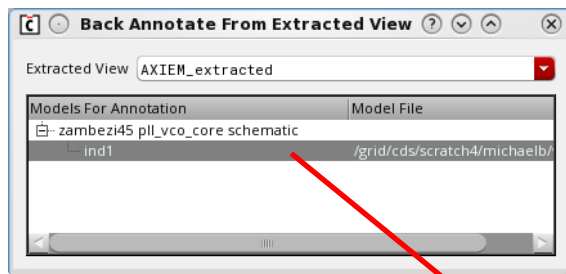 Back Annotate From Extracted View
Extracted View AXIEM_extracted
Models For Annotation Model File
zambezi45 pll_vco_core schematic
ind1 /grid/cds/scratch4/michaelb/